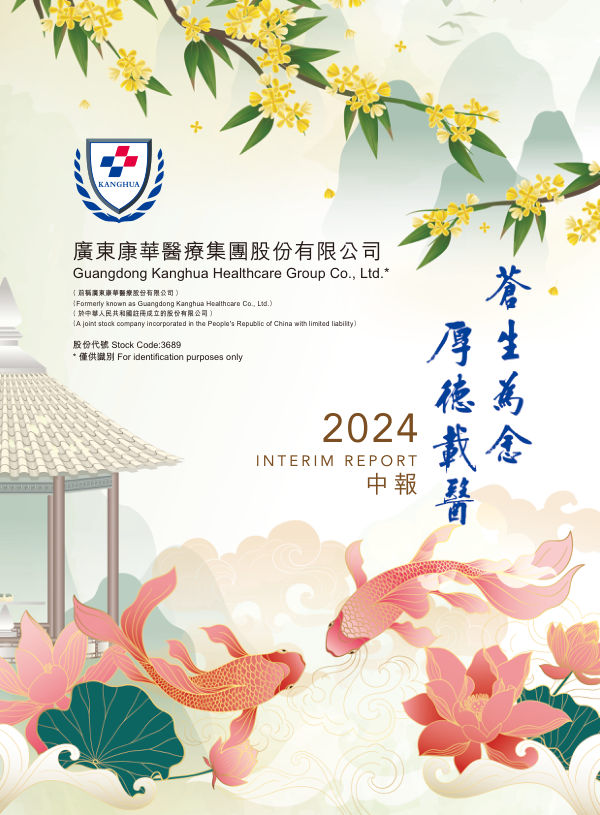 KANGHUA
廣東康華醫療集團股份有限公司
Guangdong Kanghua Healthcare Group Co., Ltd.*
（前稱廣東康華醫療股份有限公司）
(Formerly known as Guangdong Kanghua Healthcare Co., Ltd.)
（於中華人民共和國註冊成立的股份有限公司）
(A joint stock company incorporated in the People's Republic of China with limited liability)
股份代號 Stock Code:3689
* 僅供識別 For identification purposes only
蒼生為念
厚德載醫
2024
INTERIM REPORT
中報